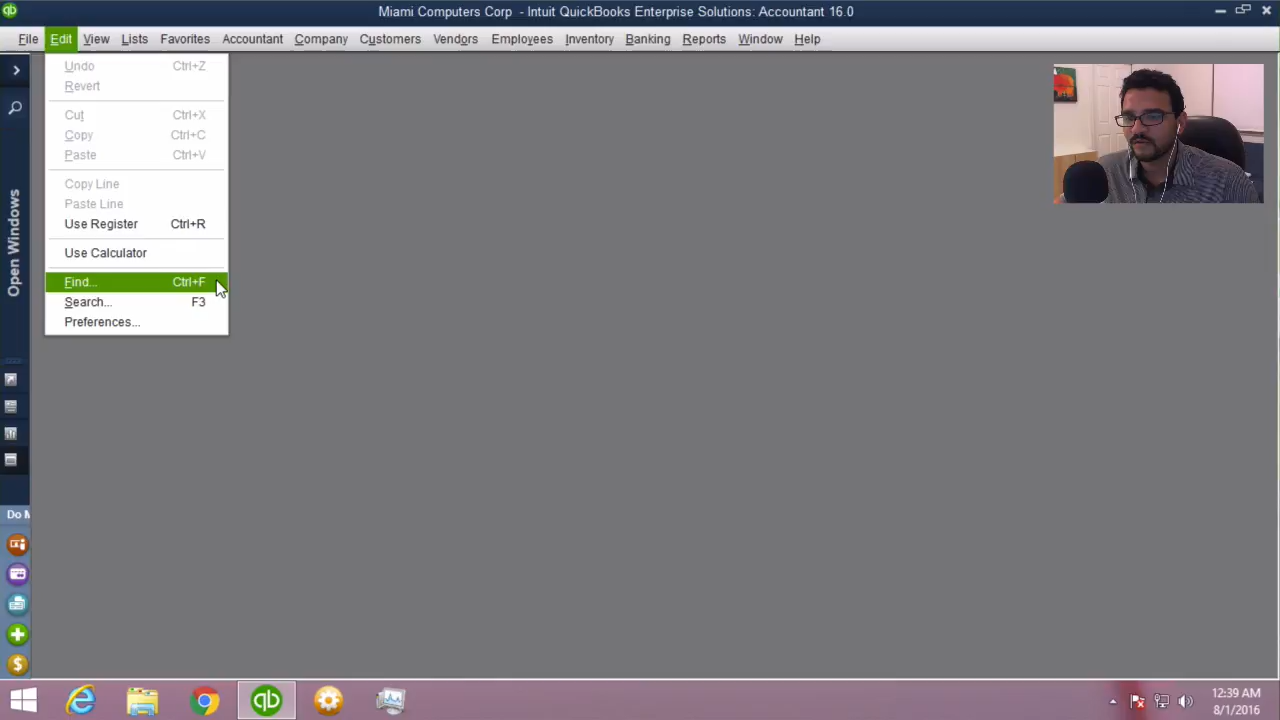 Miami Computers Corp - Intuit QuickBooks Enterprise Solutions: Accountant 16.0
File Edit View Lists Favorites Accountant Company Customers Vendors Employees Inventory Banking Reports Window Help
Undo Ctrl+Z
Revert
Cut Ctrl+X
Copy Ctrl+C
Paste Ctrl+V
Copy Line
Paste Line
Use Register Ctrl+R
Use Calculator
Find... Ctrl+F
Search... F3
Preferences...
Open Windows
Do M
qb
12:39 AM
8/1/2016